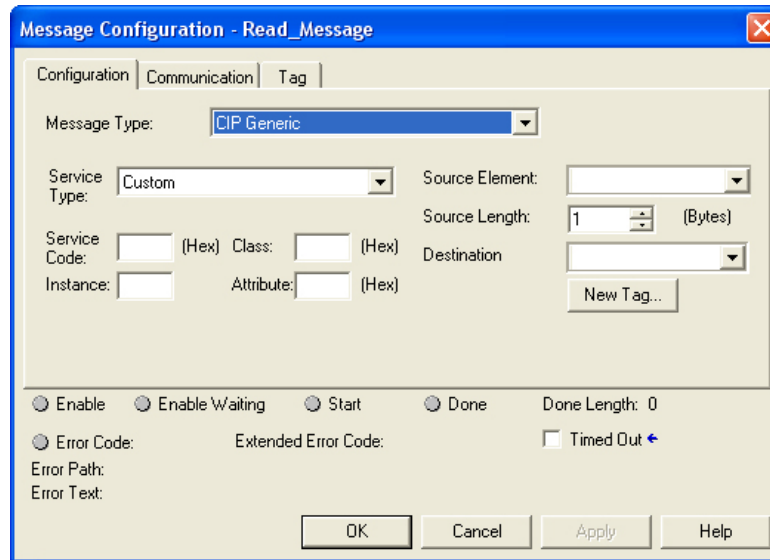 Message Configuration - Read_Message
Configuration Communication Tag
Message Type: CIP Generic
Service Type: Custom
Source Element:
Source Length: 1 (Bytes)
Service Code: (Hex) Class: (Hex)
Destination
Instance: Attribute: (Hex)
New Tag...
Enable Enable Waiting Start Done Done Length: 0
Error Code: Extended Error Code: Timed Out
Error Path:
Error Text:
OK Cancel Apply Help